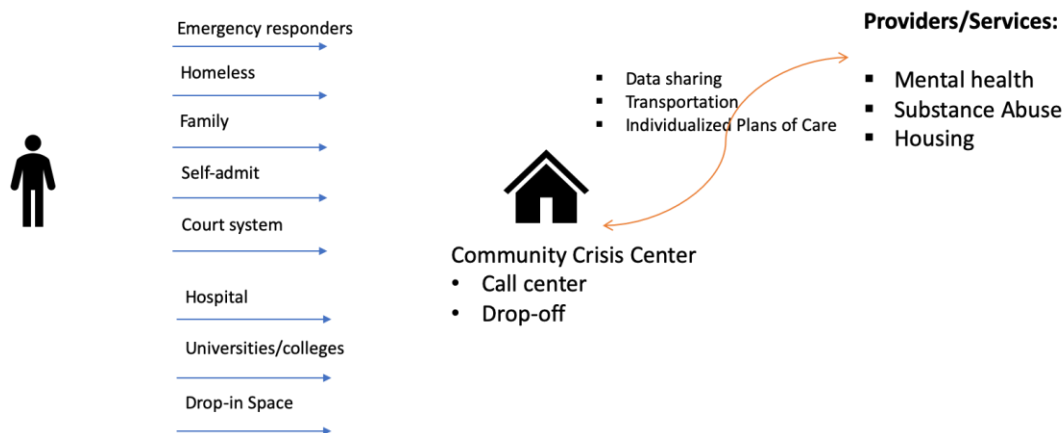 Emergency responders
Homeless
Family
Self-admit
Court system
Hospital
Universities/colleges
Drop-in Space
▪ Data sharing
▪ Transportation
▪ Individualized Plans of Care
Community Crisis Center
• Call center
• Drop-off
Providers/Services:
▪ Mental health
▪ Substance Abuse
▪ Housing